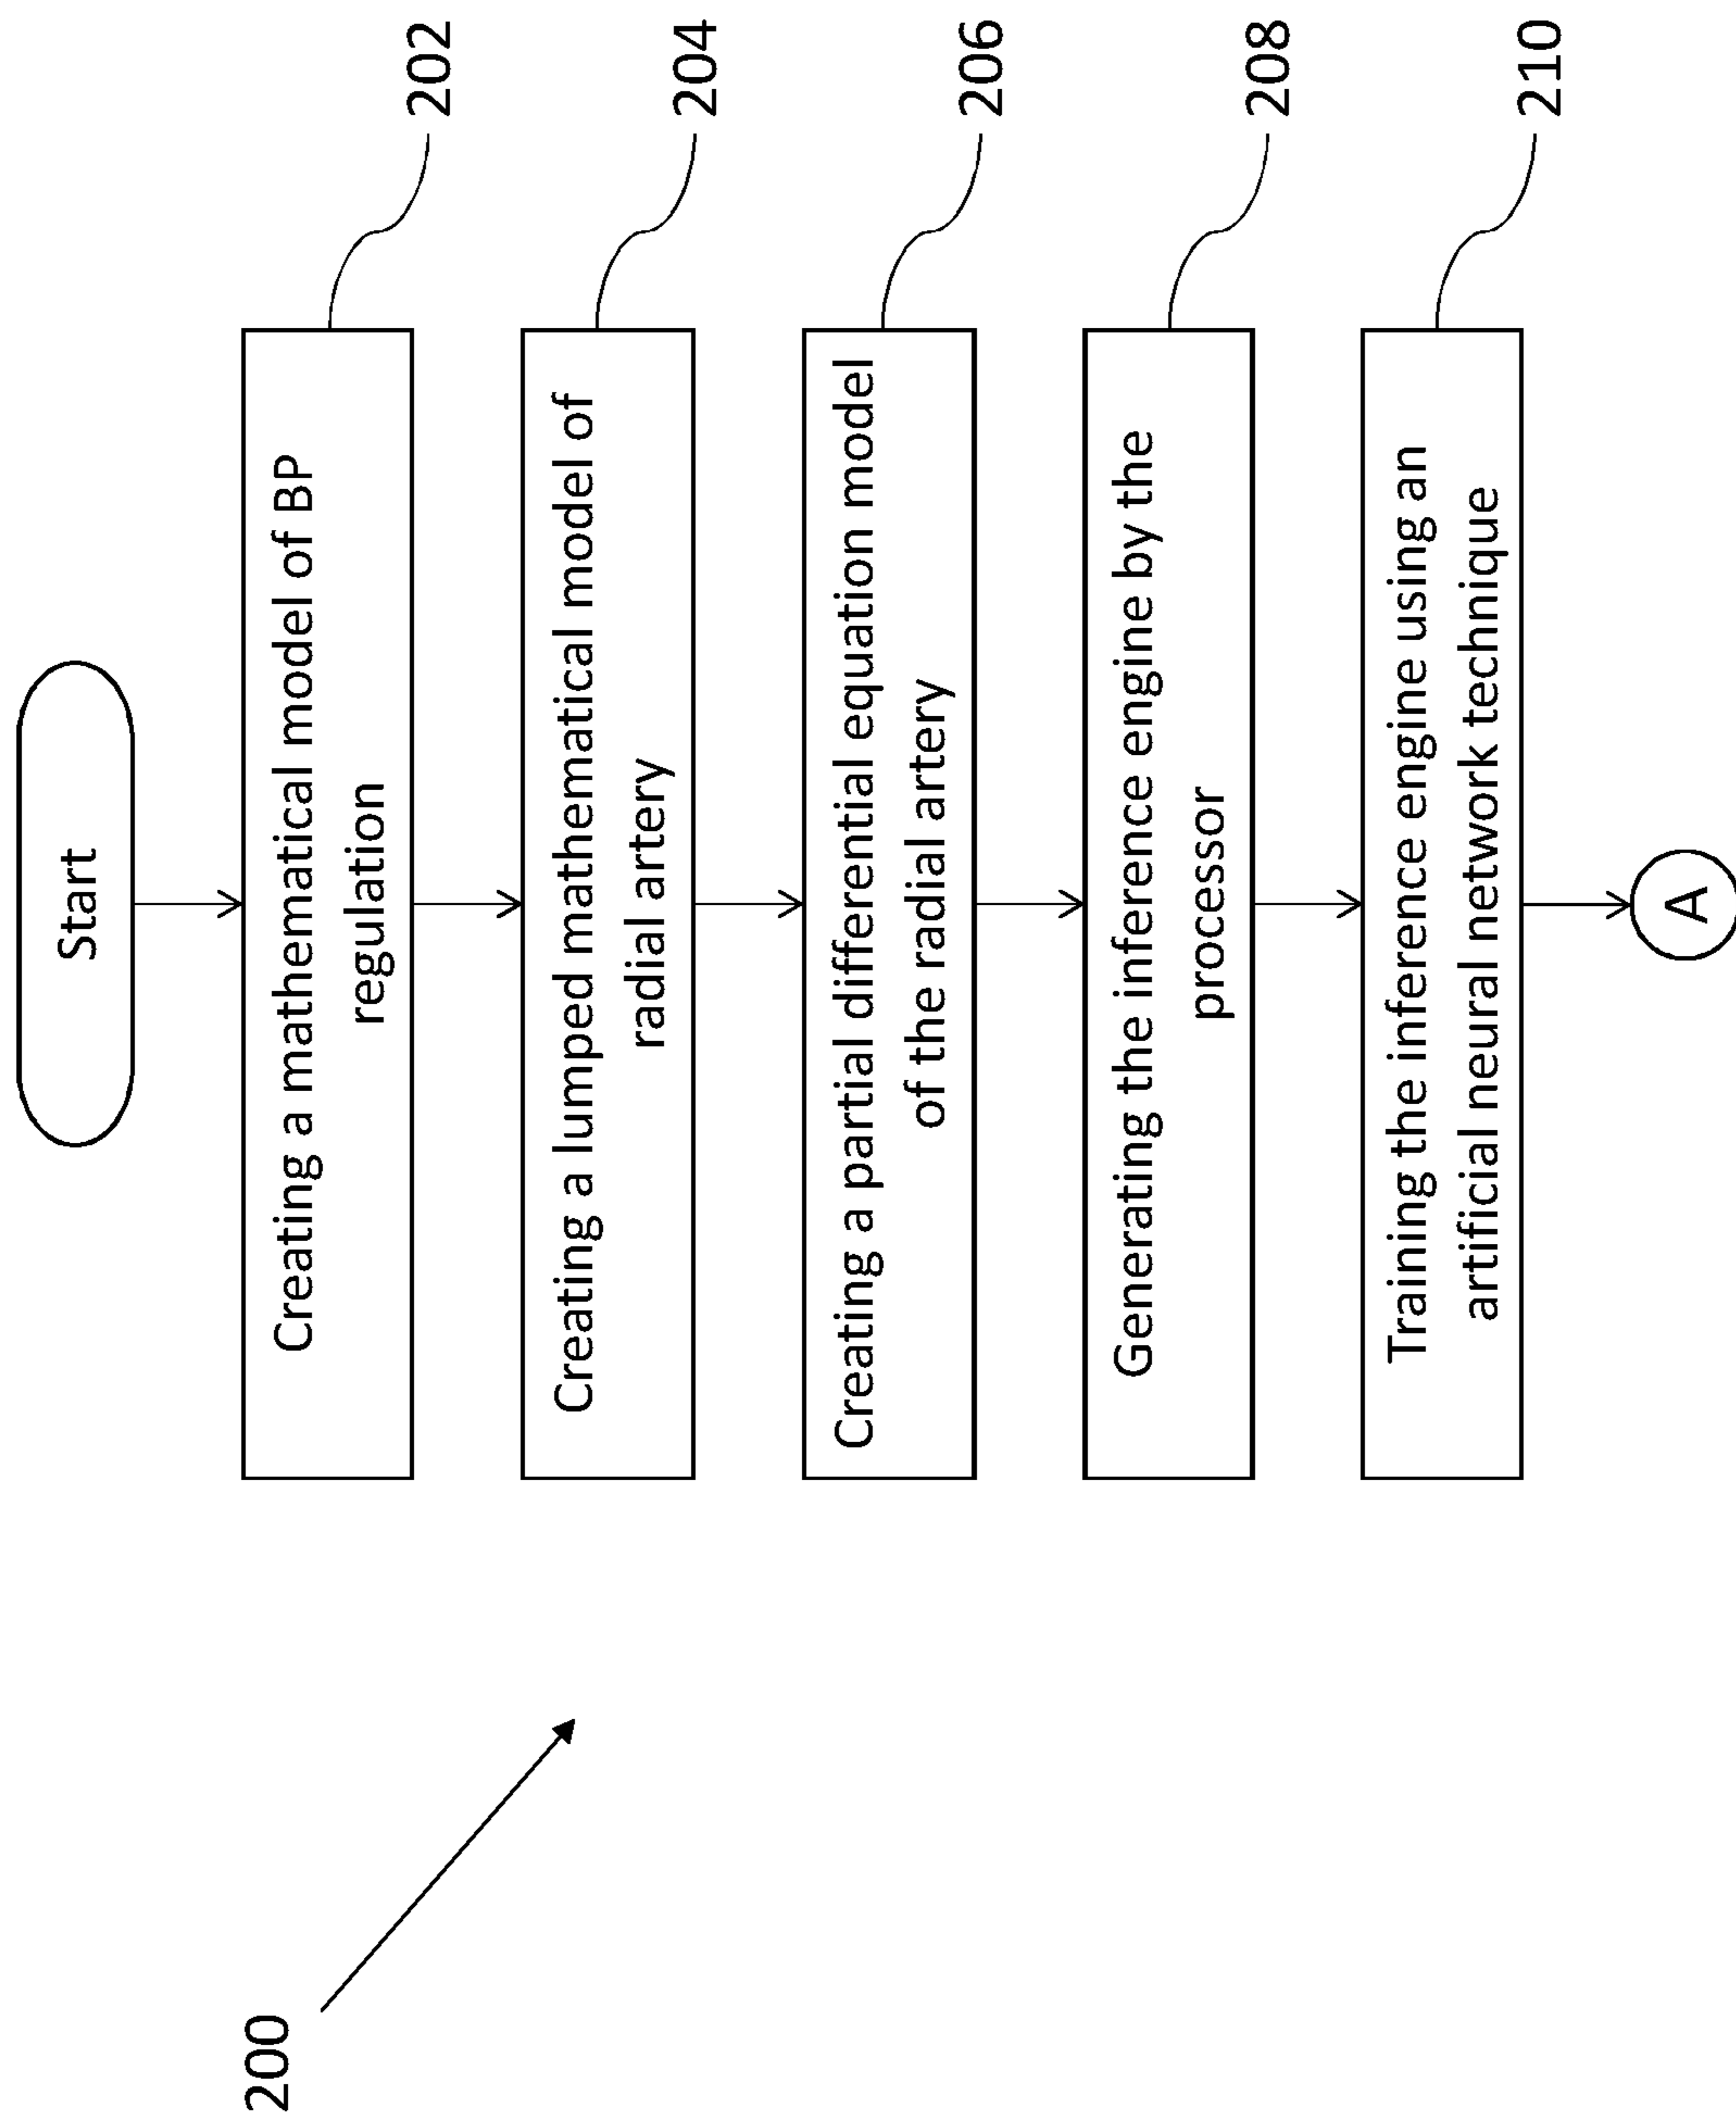 Start
Creating a mathematical model of BP
regulation
202
Creating a lumped mathematical model of
radial artery
204
Creating a partial differential equation model
of the radial artery
206
Generating the inference engine by the
processor
208
Training the inference engine using an
artificial neural network technique
210
A
200